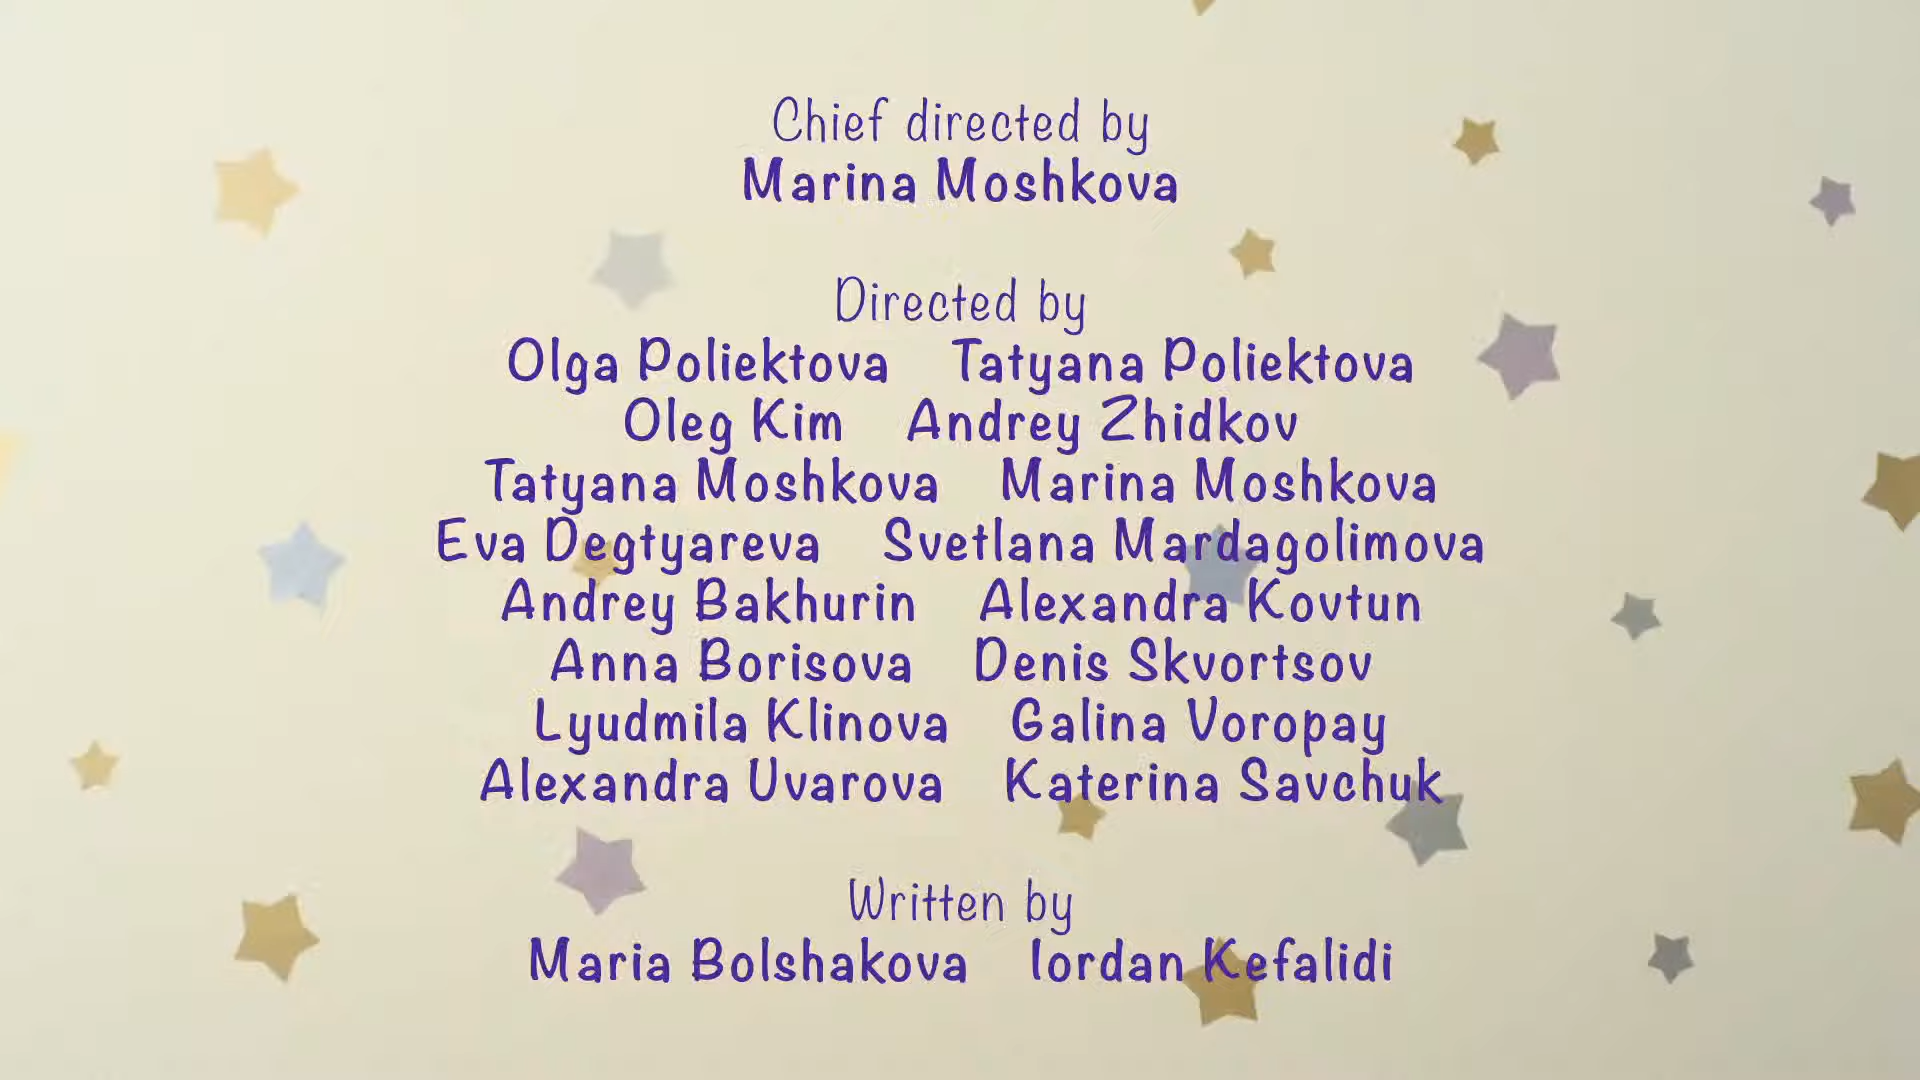 Chief directed by
Marina Moshkova
Directed by
Olga Poliektova Tatyana Poliektova
Oleg Kim Andrey Zhidkov
Tatyana Moshkova Marina Moshkova
Eva Degtyareva Svetlana Mardagolimova
Andrey Bakhurin Alexandra Kovtun
Anna Borisova Denis Skvortsov
Lyudmila Klinova Galina Voropay
Alexandra Uvarova Katerina Savchuk
Written by
Maria Bolshakova Iordan Kefalidi